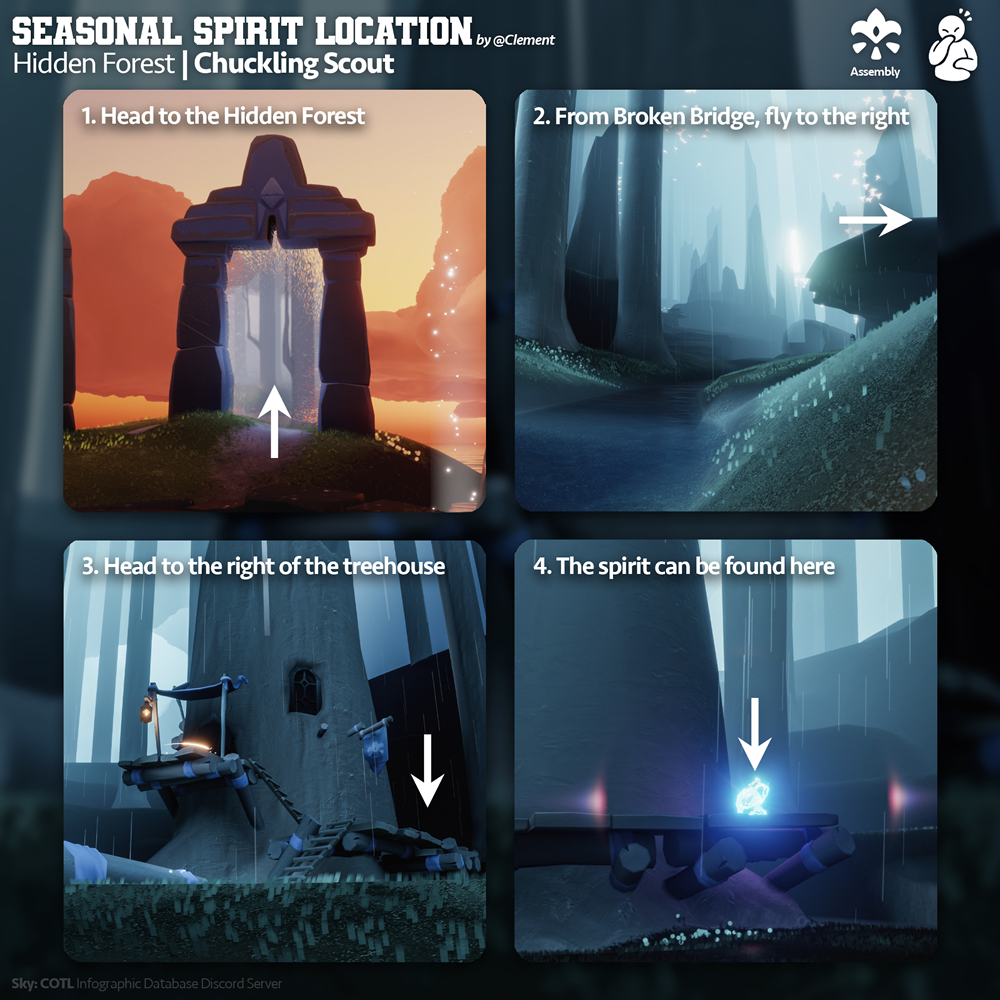 SEASONAL SPIRIT LOCATION by @Clement
Hidden Forest | Chuckling Scout
Assembly
1. Head to the Hidden Forest
2. From Broken Bridge, fly to the right
3. Head to the right of the treehouse
4. The spirit can be found here
Sky: COTL Infographic Database Discord Server